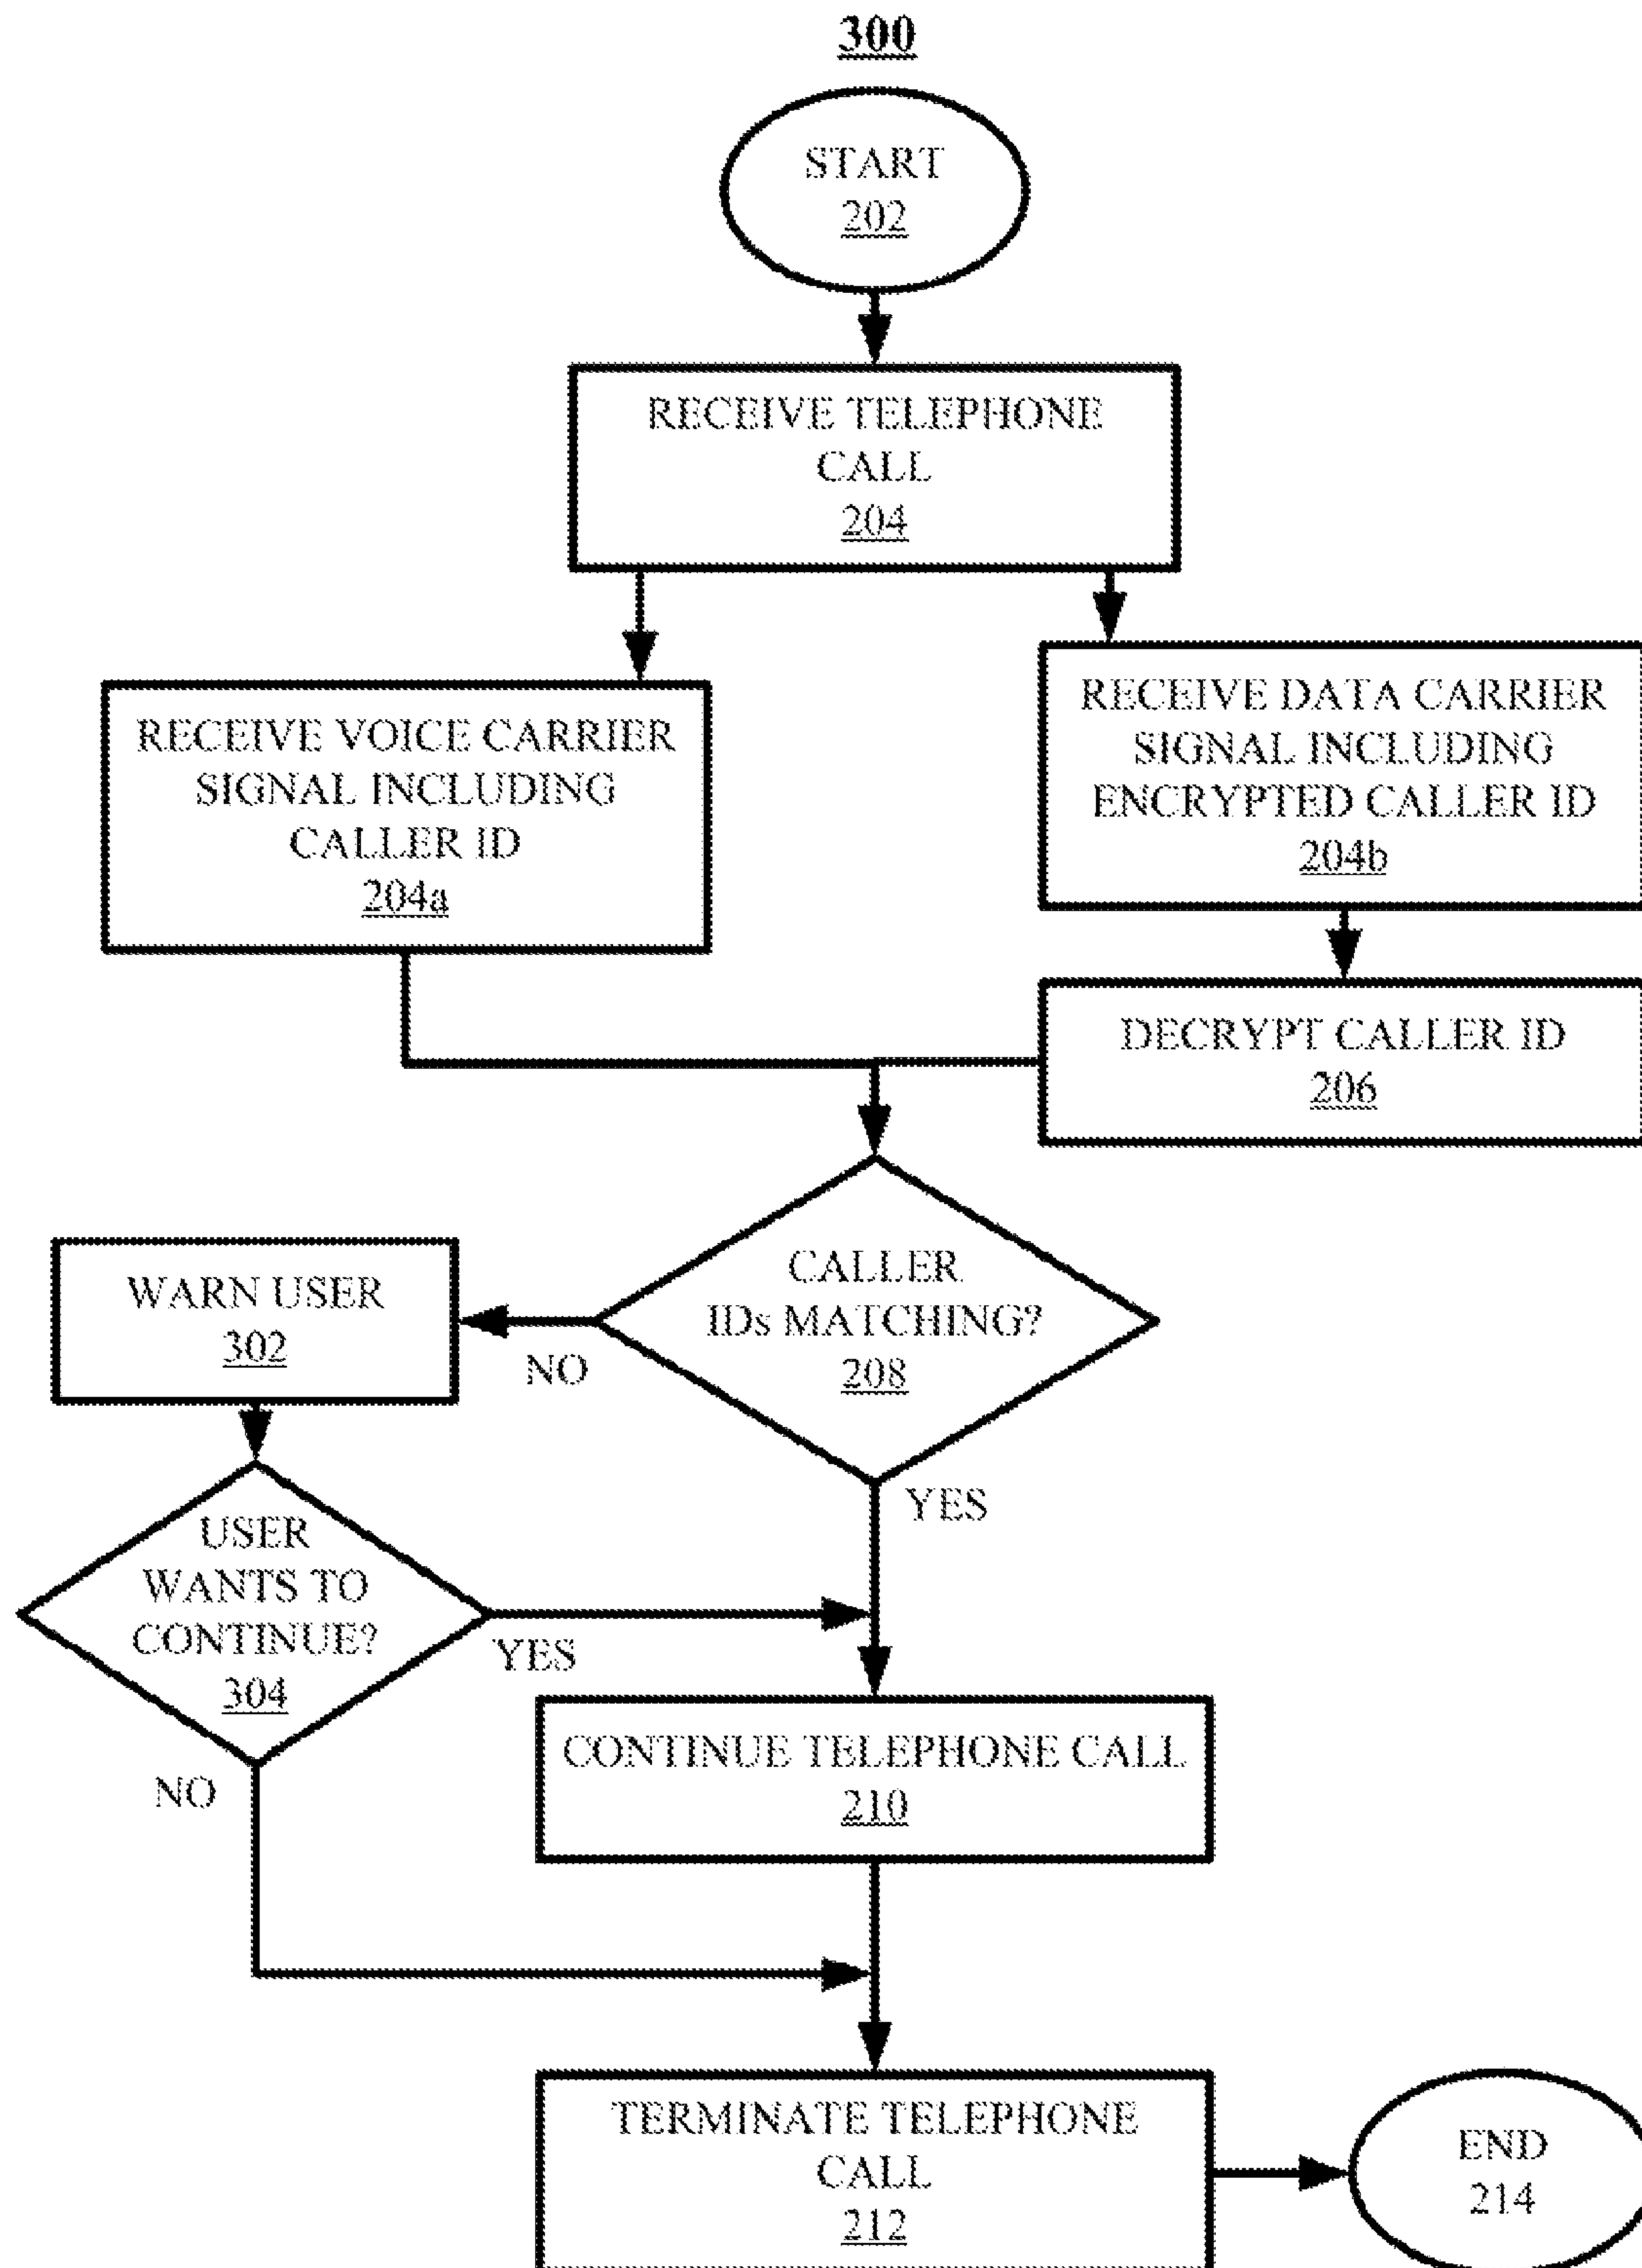 300
START
202
RECEIVE TELEPHONE
CALL
204
RECEIVE VOICE CARRIER
SIGNAL INCLUDING
CALLER ID
204a
RECEIVE DATA CARRIER
SIGNAL INCLUDING
ENCRYPTED CALLER ID
204b
DECRYPT CALLER ID
206
CALLER
IDs MATCHING?
208
NO
YES
WARN USER
302
USER
WANTS TO
CONTINUE?
304
YES
NO
CONTINUE TELEPHONE CALL
210
TERMINATE TELEPHONE
CALL
212
END
214